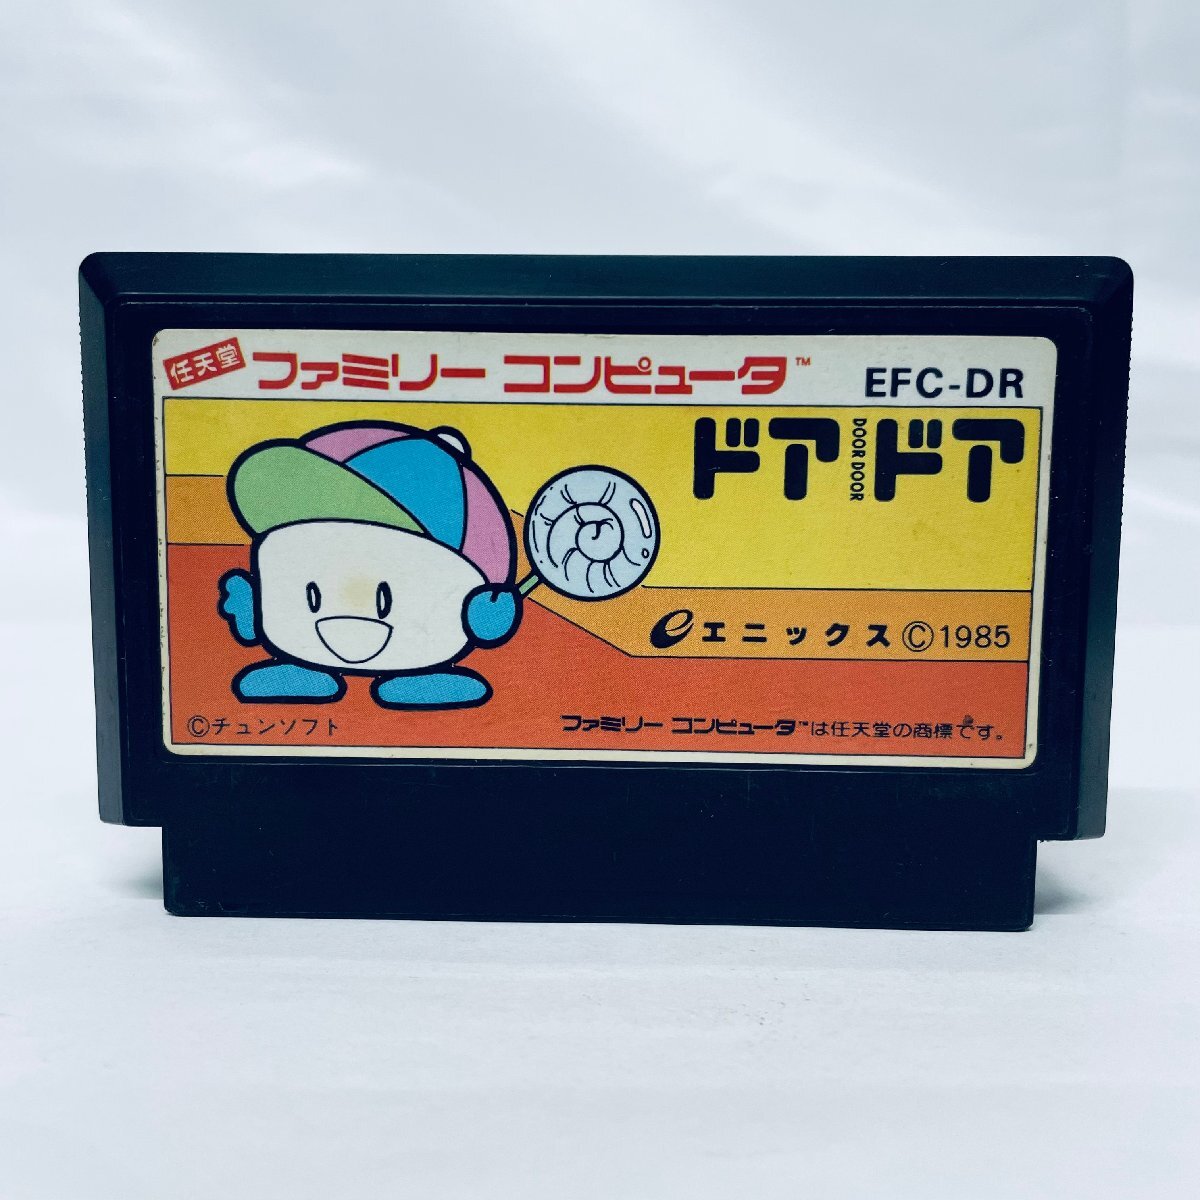 任天堂 ファミリー コンピュータ™ EFC-DR
ドア DOOR DOOR ドア
e エニックス ©1985
©チュンソフト
ファミリー コンピュータ™は任天堂の商標です。